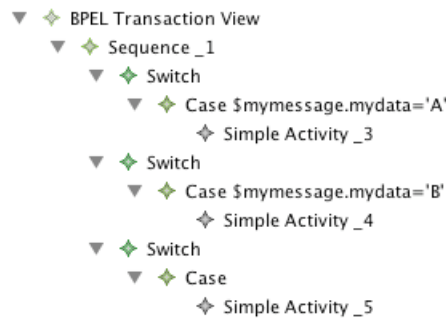 BPEL Transaction View
Sequence _1
Switch
Case $mymessage.mydata='A'
Simple Activity _3
Switch
Case $mymessage.mydata='B'
Simple Activity _4
Switch
Case
Simple Activity _5